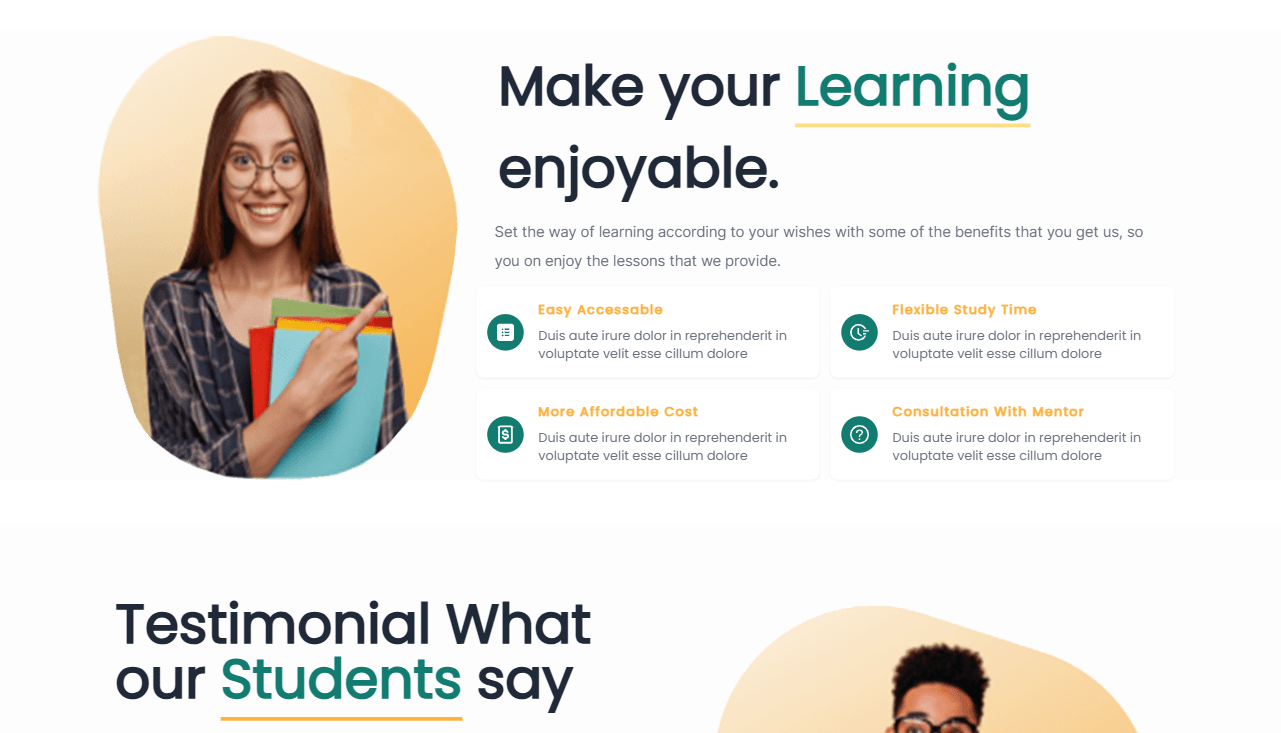 Make your Learning
enjoyable.
Set the way of learning according to your wishes with some of the benefits that you get us, so
you on enjoy the lessons that we provide.
Easy Accessable
Duis aute irure dolor in reprehenderit in
voluptate velit esse cillum dolore
Flexible Study Time
Duis aute irure dolor in reprehenderit in
voluptate velit esse cillum dolore
More Affordable Cost
Duis aute irure dolor in reprehenderit in
voluptate velit esse cillum dolore
Consultation With Mentor
Duis aute irure dolor in reprehenderit in
voluptate velit esse cillum dolore
Testimonial What
our Students say